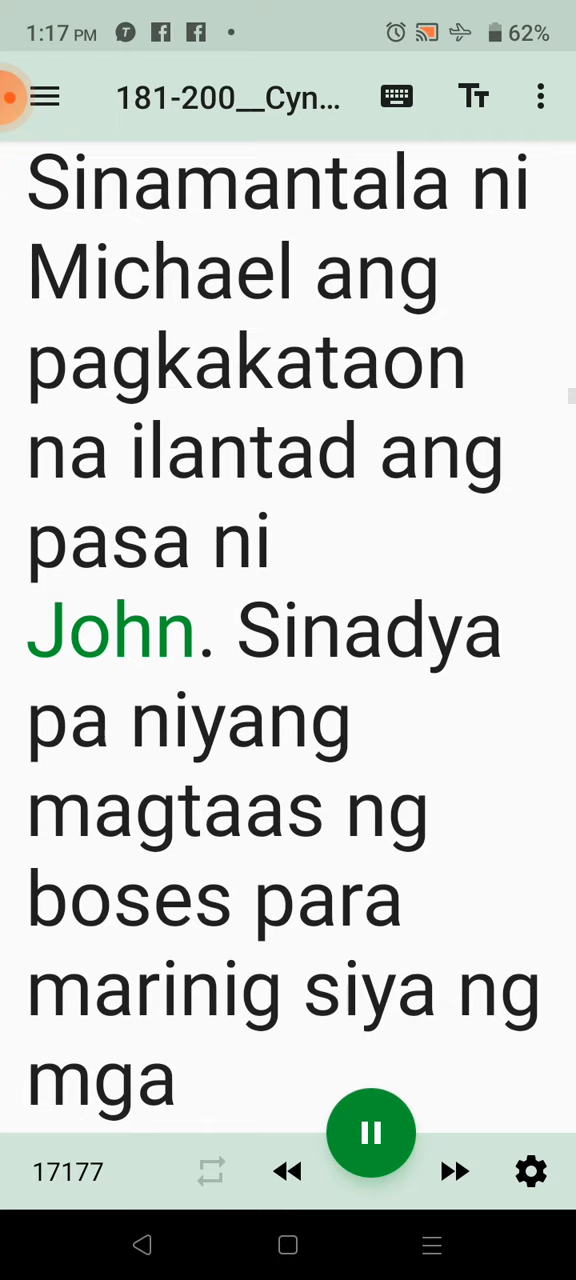 1:17 PM 62%
181-200__Cyn... Tт
Sinamantala ni
Michael ang
pagkakataon
na ilantad ang
pasa ni
John. Sinadya
pa niyang
magtaas ng
boses para
marinig siya ng
mga
17177